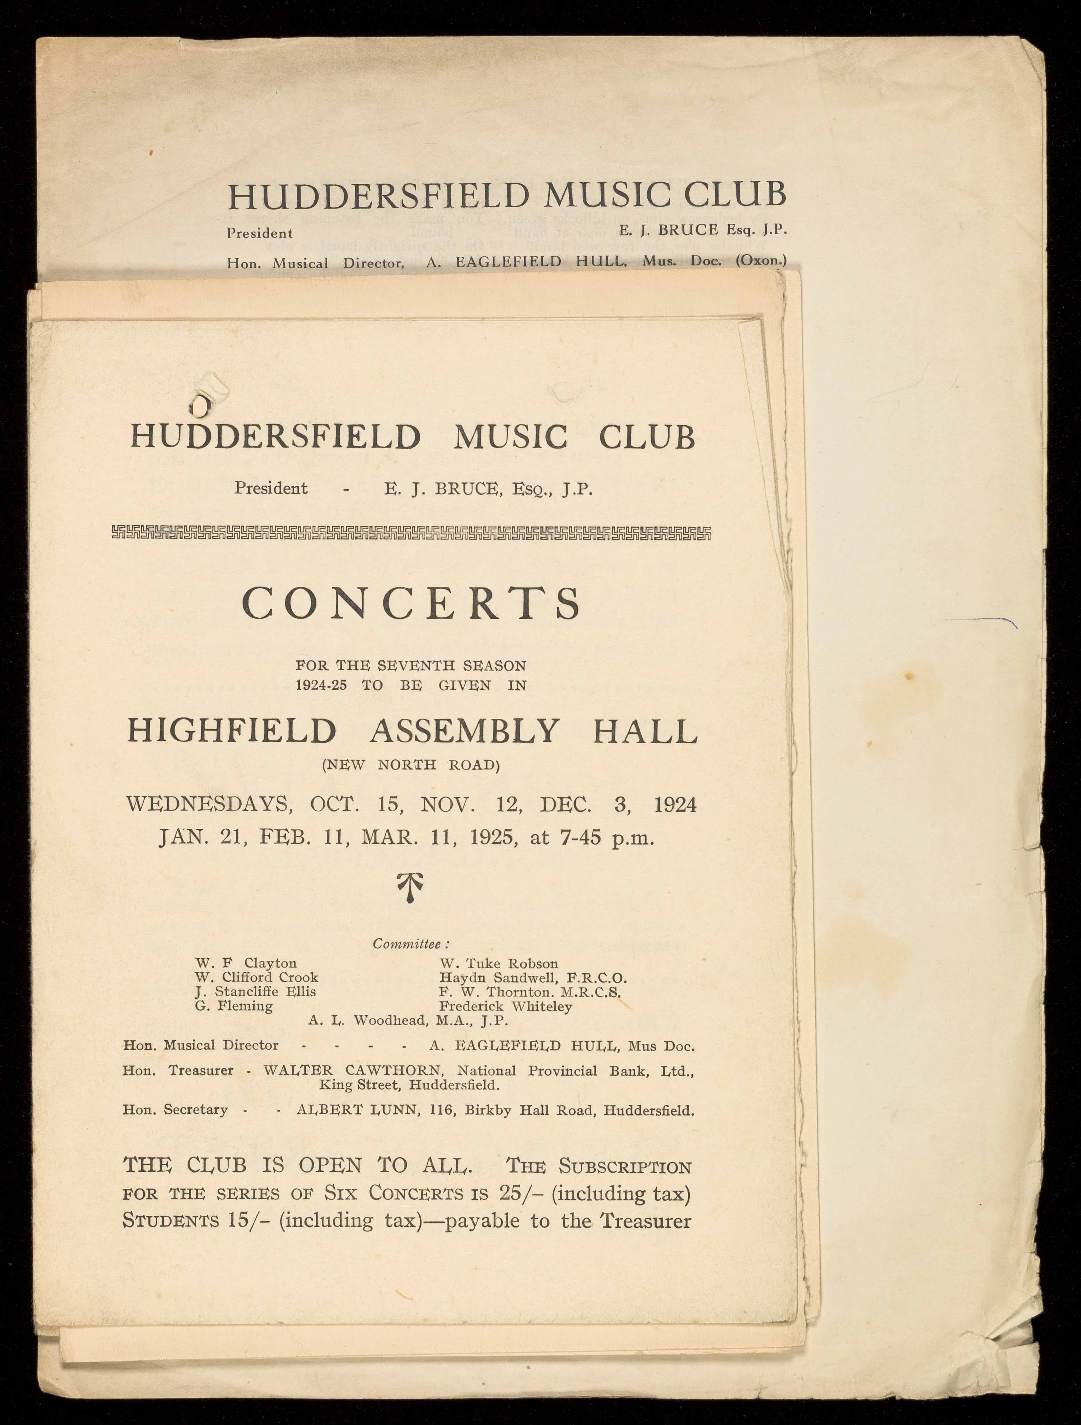 HUDDERSFIELD MUSIC CLUB
President E. J. BRUCE Esq. J.P.
Hon. Musical Director, A. EAGLEFIELD HULL, Mus. Doc. (Oxon.)
HUDDERSFIELD MUSIC CLUB
President - E. J. BRUCE, ESQ., J.P.
CONCERTS
FOR THE SEVENTH SEASON
1924-25 TO BE GIVEN IN
HIGHFIELD ASSEMBLY HALL
(NEW NORTH ROAD)
WEDNESDAYS, OCT. 15, NOV. 12, DEC. 3, 1924
JAN. 21, FEB. 11, MAR. 11, 1925, at 7-45 p.m.
Committee :
W. F Clayton W. Tuke Robson
W. Clifford Crook Haydn Sandwell, F.R.C.O.
J. Stancliffe Ellis F. W. Thornton. M.R.C.S.
G. Fleming Frederick Whiteley
A. L. Woodhead, M.A., J.P.
Hon. Musical Director - - - - A. EAGLEFIELD HULL, Mus Doc.
Hon. Treasurer - WALTER CAWTHORN, National Provincial Bank, Ltd.,
King Street, Huddersfield.
Hon. Secretary - - ALBERT LUNN, 116, Birkby Hall Road, Huddersfield.
THE CLUB IS OPEN TO ALL. THE SUBSCRIPTION
FOR THE SERIES OF SIX CONCERTS IS 25/– (including tax)
STUDENTS 15/– (including tax)—payable to the Treasurer